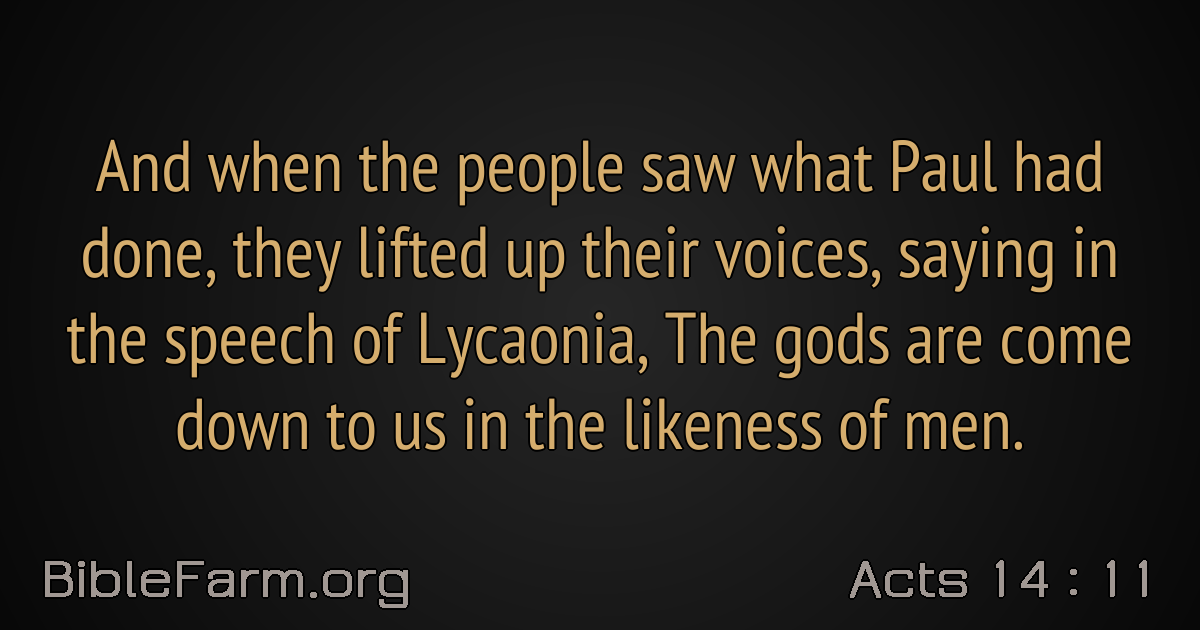 And when the people saw what Paul had
done, they lifted up their voices, saying in
the speech of Lycaonia, The gods are come
down to us in the likeness of men.
BibleFarm.org
Acts 14 : 11